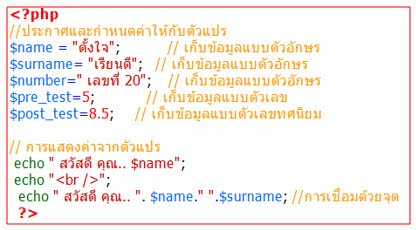 <?php
//ประกาศและกำหนดค่าให้กับตัวแปร
$name = "ตั้งใจ"; // เก็บข้อมูลแบบตัวอักษร
$surname= "เรียนดี"; // เก็บข้อมูลแบบตัวอักษร
$number=" เลขที่ 20"; // เก็บข้อมูลแบบตัวอักษร
$pre_test=5; // เก็บข้อมูลแบบตัวเลข
$post_test=8.5; // เก็บข้อมูลแบบตัวเลขทศนิยม
// การแสดงค่าจากตัวแปร
echo " สวัสดี คุณ.. $name";
echo "<br />";
echo " สวัสดี คุณ.. ". $name." ".$surname; //การเชื่อมด้วยจุด
?>